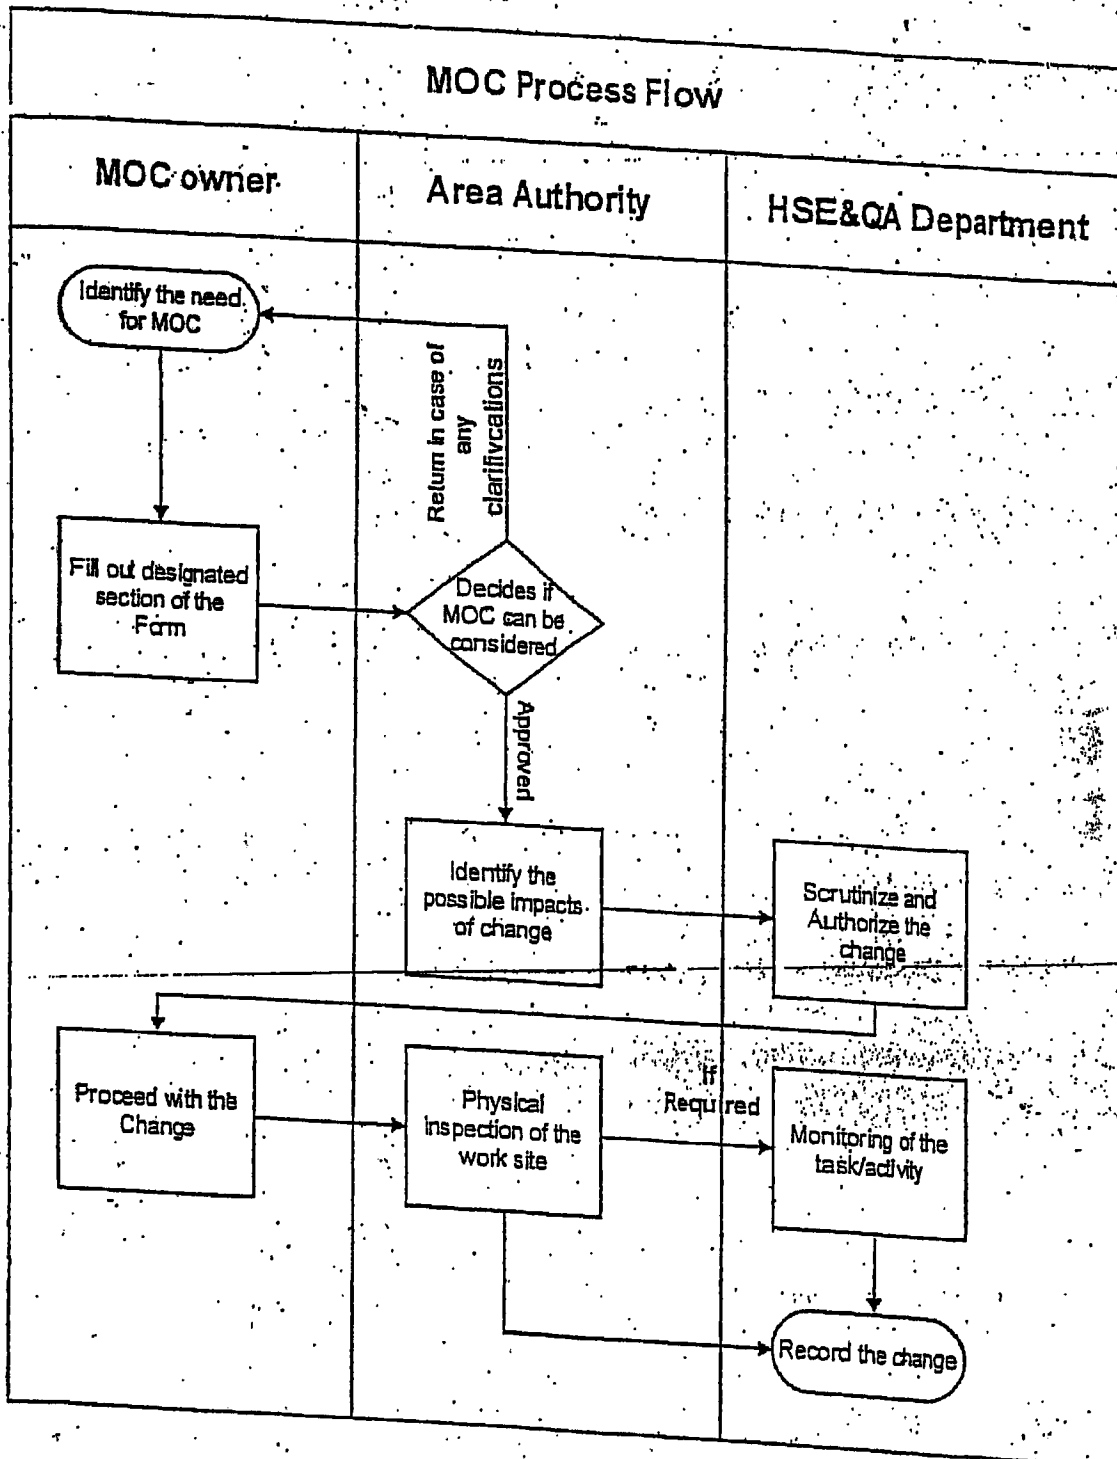 MOC Process Flow
MOC owner
Area Authority
HSE&QA Department
Identify the need
for MOC
Return in case of
any
clarifivcations
Fill out designated
section of the
Form
Decides if
MOC can be
considered
Approved
Identify the
possible impacts
of change
Scrutinize and
Authorize the
change
Proceed with the
Change
Physical
inspection of the
work site
If
Required
Monitoring of the
task/activity
Record the change